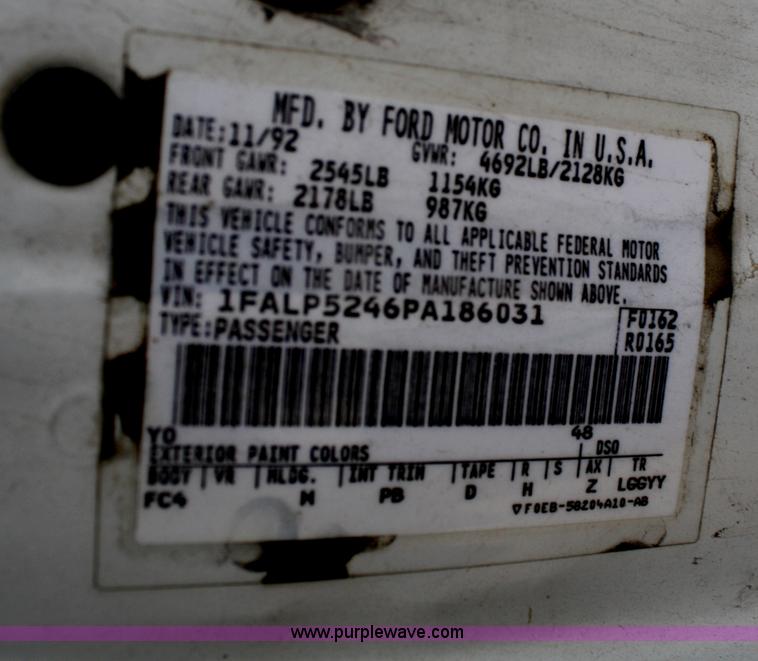 MFD. BY FORD MOTOR CO. IN U.S.A.
DATE: 11/92 GVWR: 4692LB/2128KG
FRONT GAWR: 2545LB 1154KG
REAR GAWR: 2178LB 987KG
THIS VEHICLE CONFORMS TO ALL APPLICABLE FEDERAL MOTOR
VEHICLE SAFETY, BUMPER, AND THEFT PREVENTION STANDARDS
IN EFFECT ON THE DATE OF MANUFACTURE SHOWN ABOVE.
VIN: 1FALP5246PA186031
TYPE: PASSENGER
F0162
R0165
YO 48
EXTERIOR PAINT COLORS DSO
BODY VR MLDG. INT TRIM TAPE R S AX TR
FC4 M PB D H Z LGGYY
▽F0EB-58204A10-AB
www.purplewave.com